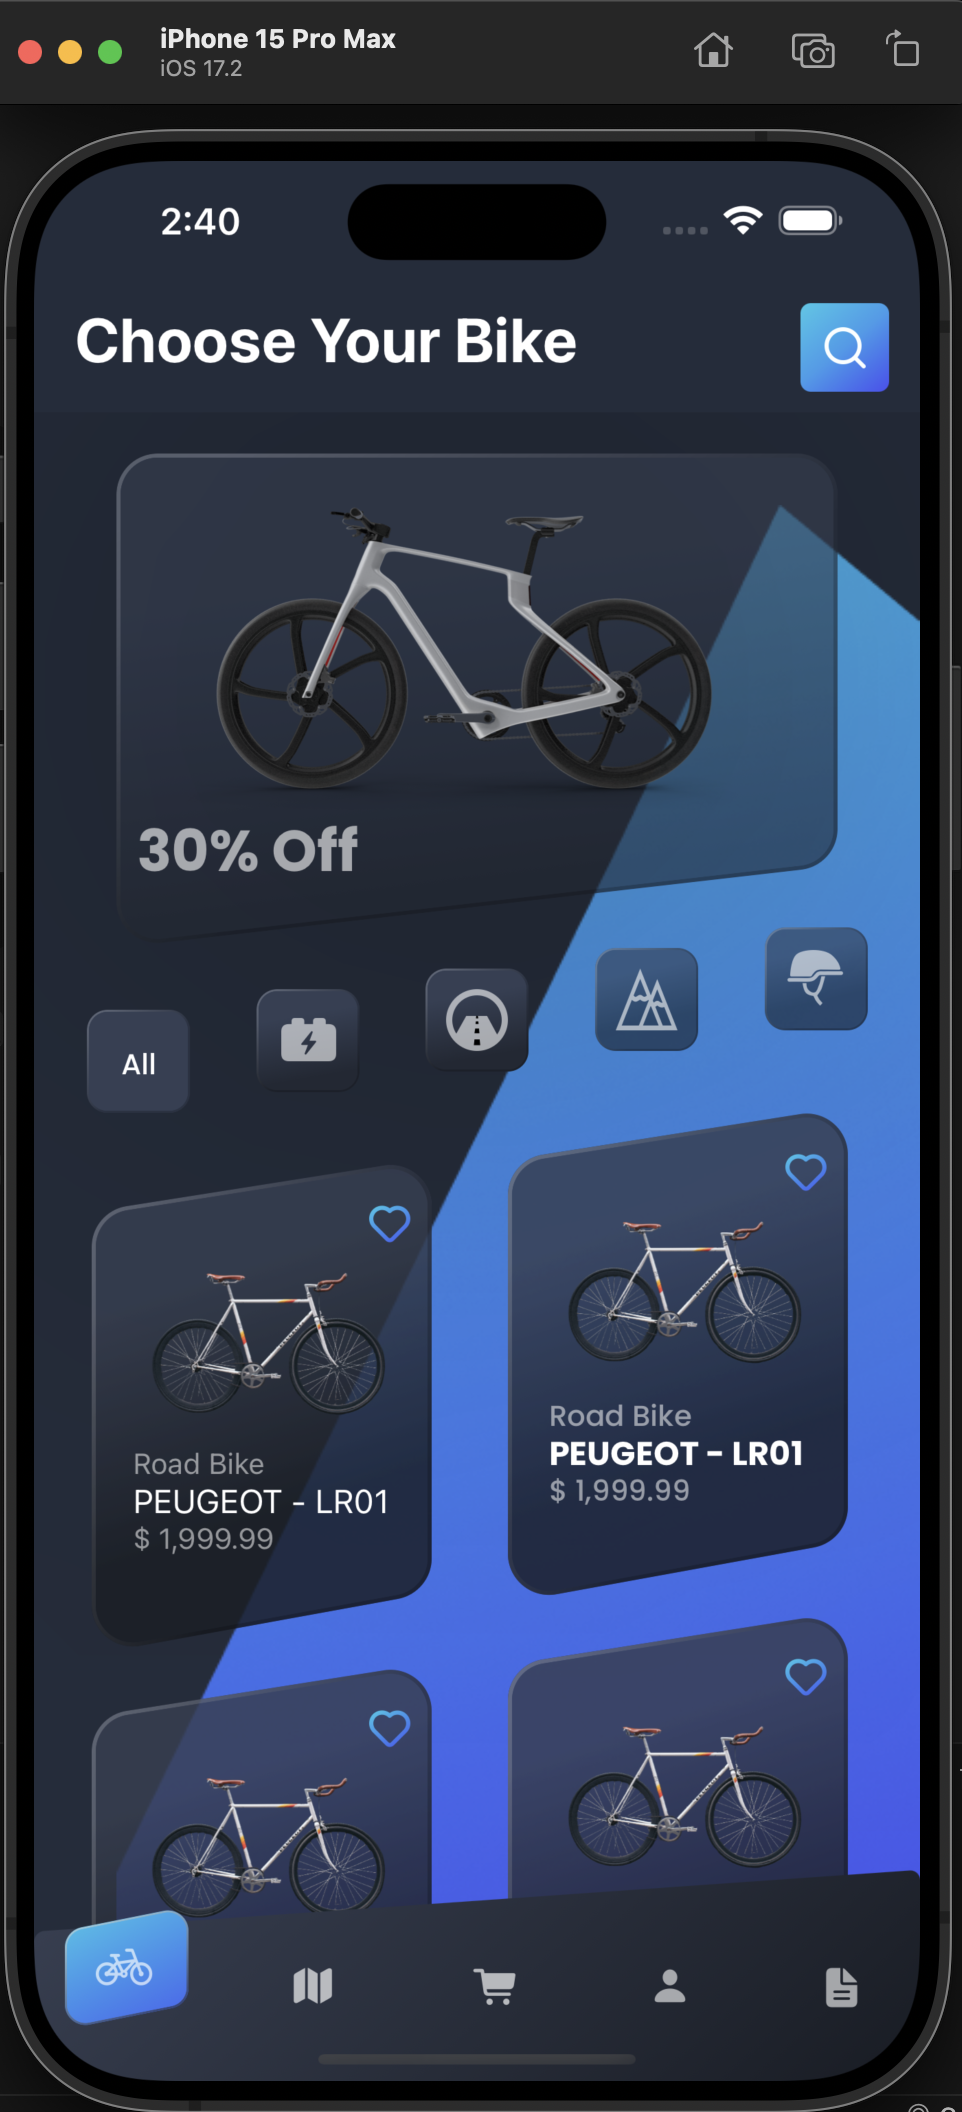 iPhone 15 Pro Max
iOS 17.2
2:40
Choose Your Bike
30% Off
All
Road Bike
PEUGEOT - LR01
$ 1,999.99
Road Bike
PEUGEOT - LR01
$ 1,999.99